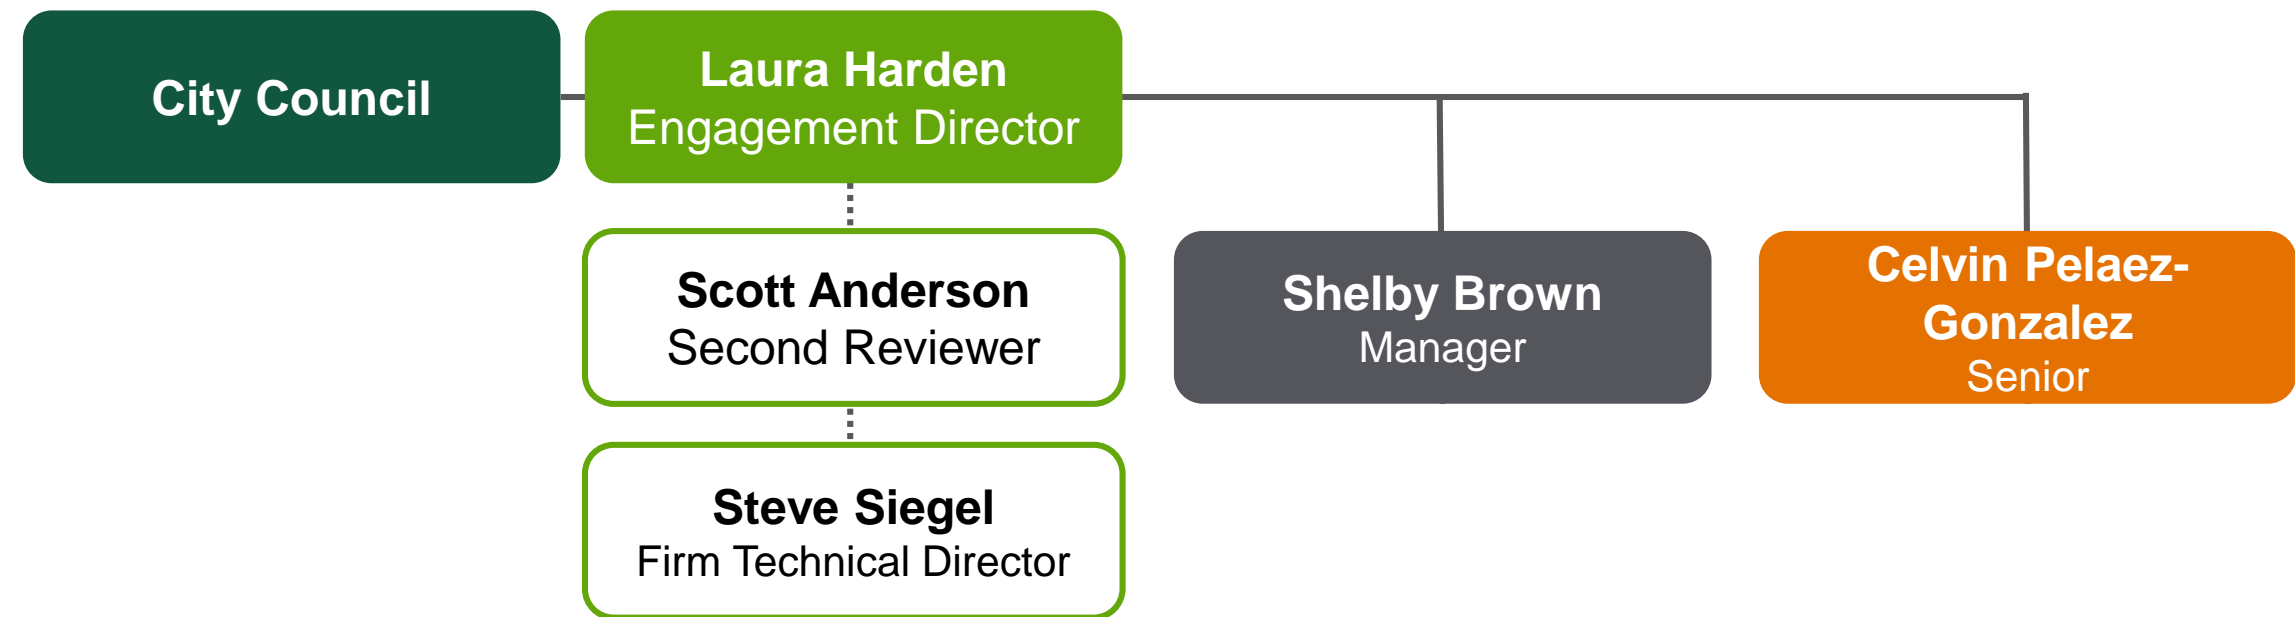 City Council
Laura Harden
Engagement Director
Scott Anderson
Second Reviewer
Shelby Brown
Manager
Celvin Pelaez-
Gonzalez
Senior
Steve Siegel
Firm Technical Director